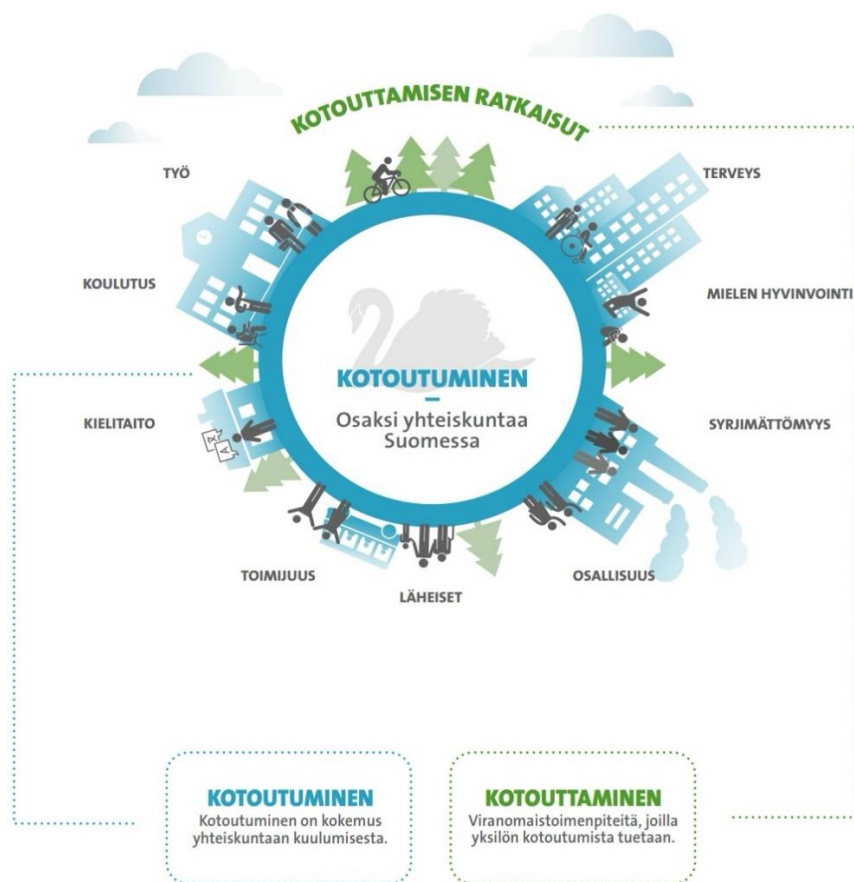 KOTOUTTAMISEN RATKAISUT
TYÖ
TERVEYS
KOULUTUS
MIELEN HYVINVOINTI
KOTOUTUMINEN
Osaksi yhteiskuntaa
Suomessa
KIELITAITO
SYRJIMÄTTÖMYYS
A
TOIMIJUUS
LÄHEISET
OSALLISUUS
KOTOUTUMINEN
Kotoutuminen on kokemus
yhteiskuntaan kuulumisesta.
KOTOUTTAMINEN
Viranomaistoimenpiteitä, joilla
yksilön kotoutumista tuetaan.